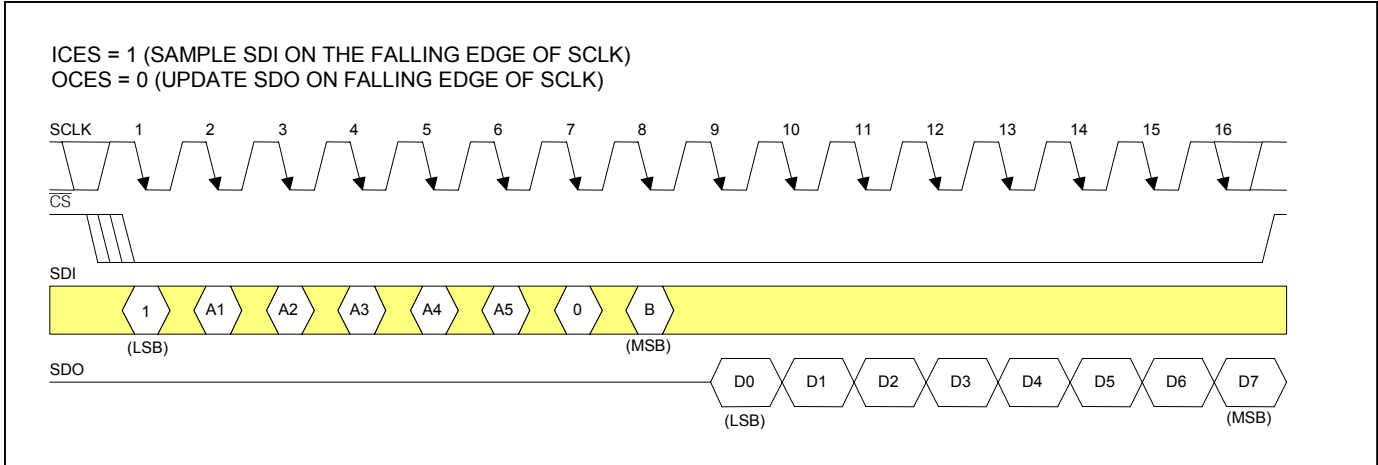 ICES = 1 (SAMPLE SDI ON THE FALLING EDGE OF SCLK)
OCES = 0 (UPDATE SDO ON FALLING EDGE OF SCLK)
SCLK 1 2 3 4 5 6 7 8 9 10 11 12 13 14 15 16
CS
SDI
1 A1 A2 A3 A4 A5 0 B
(LSB) (MSB)
SDO
D0 D1 D2 D3 D4 D5 D6 D7
(LSB) (MSB)